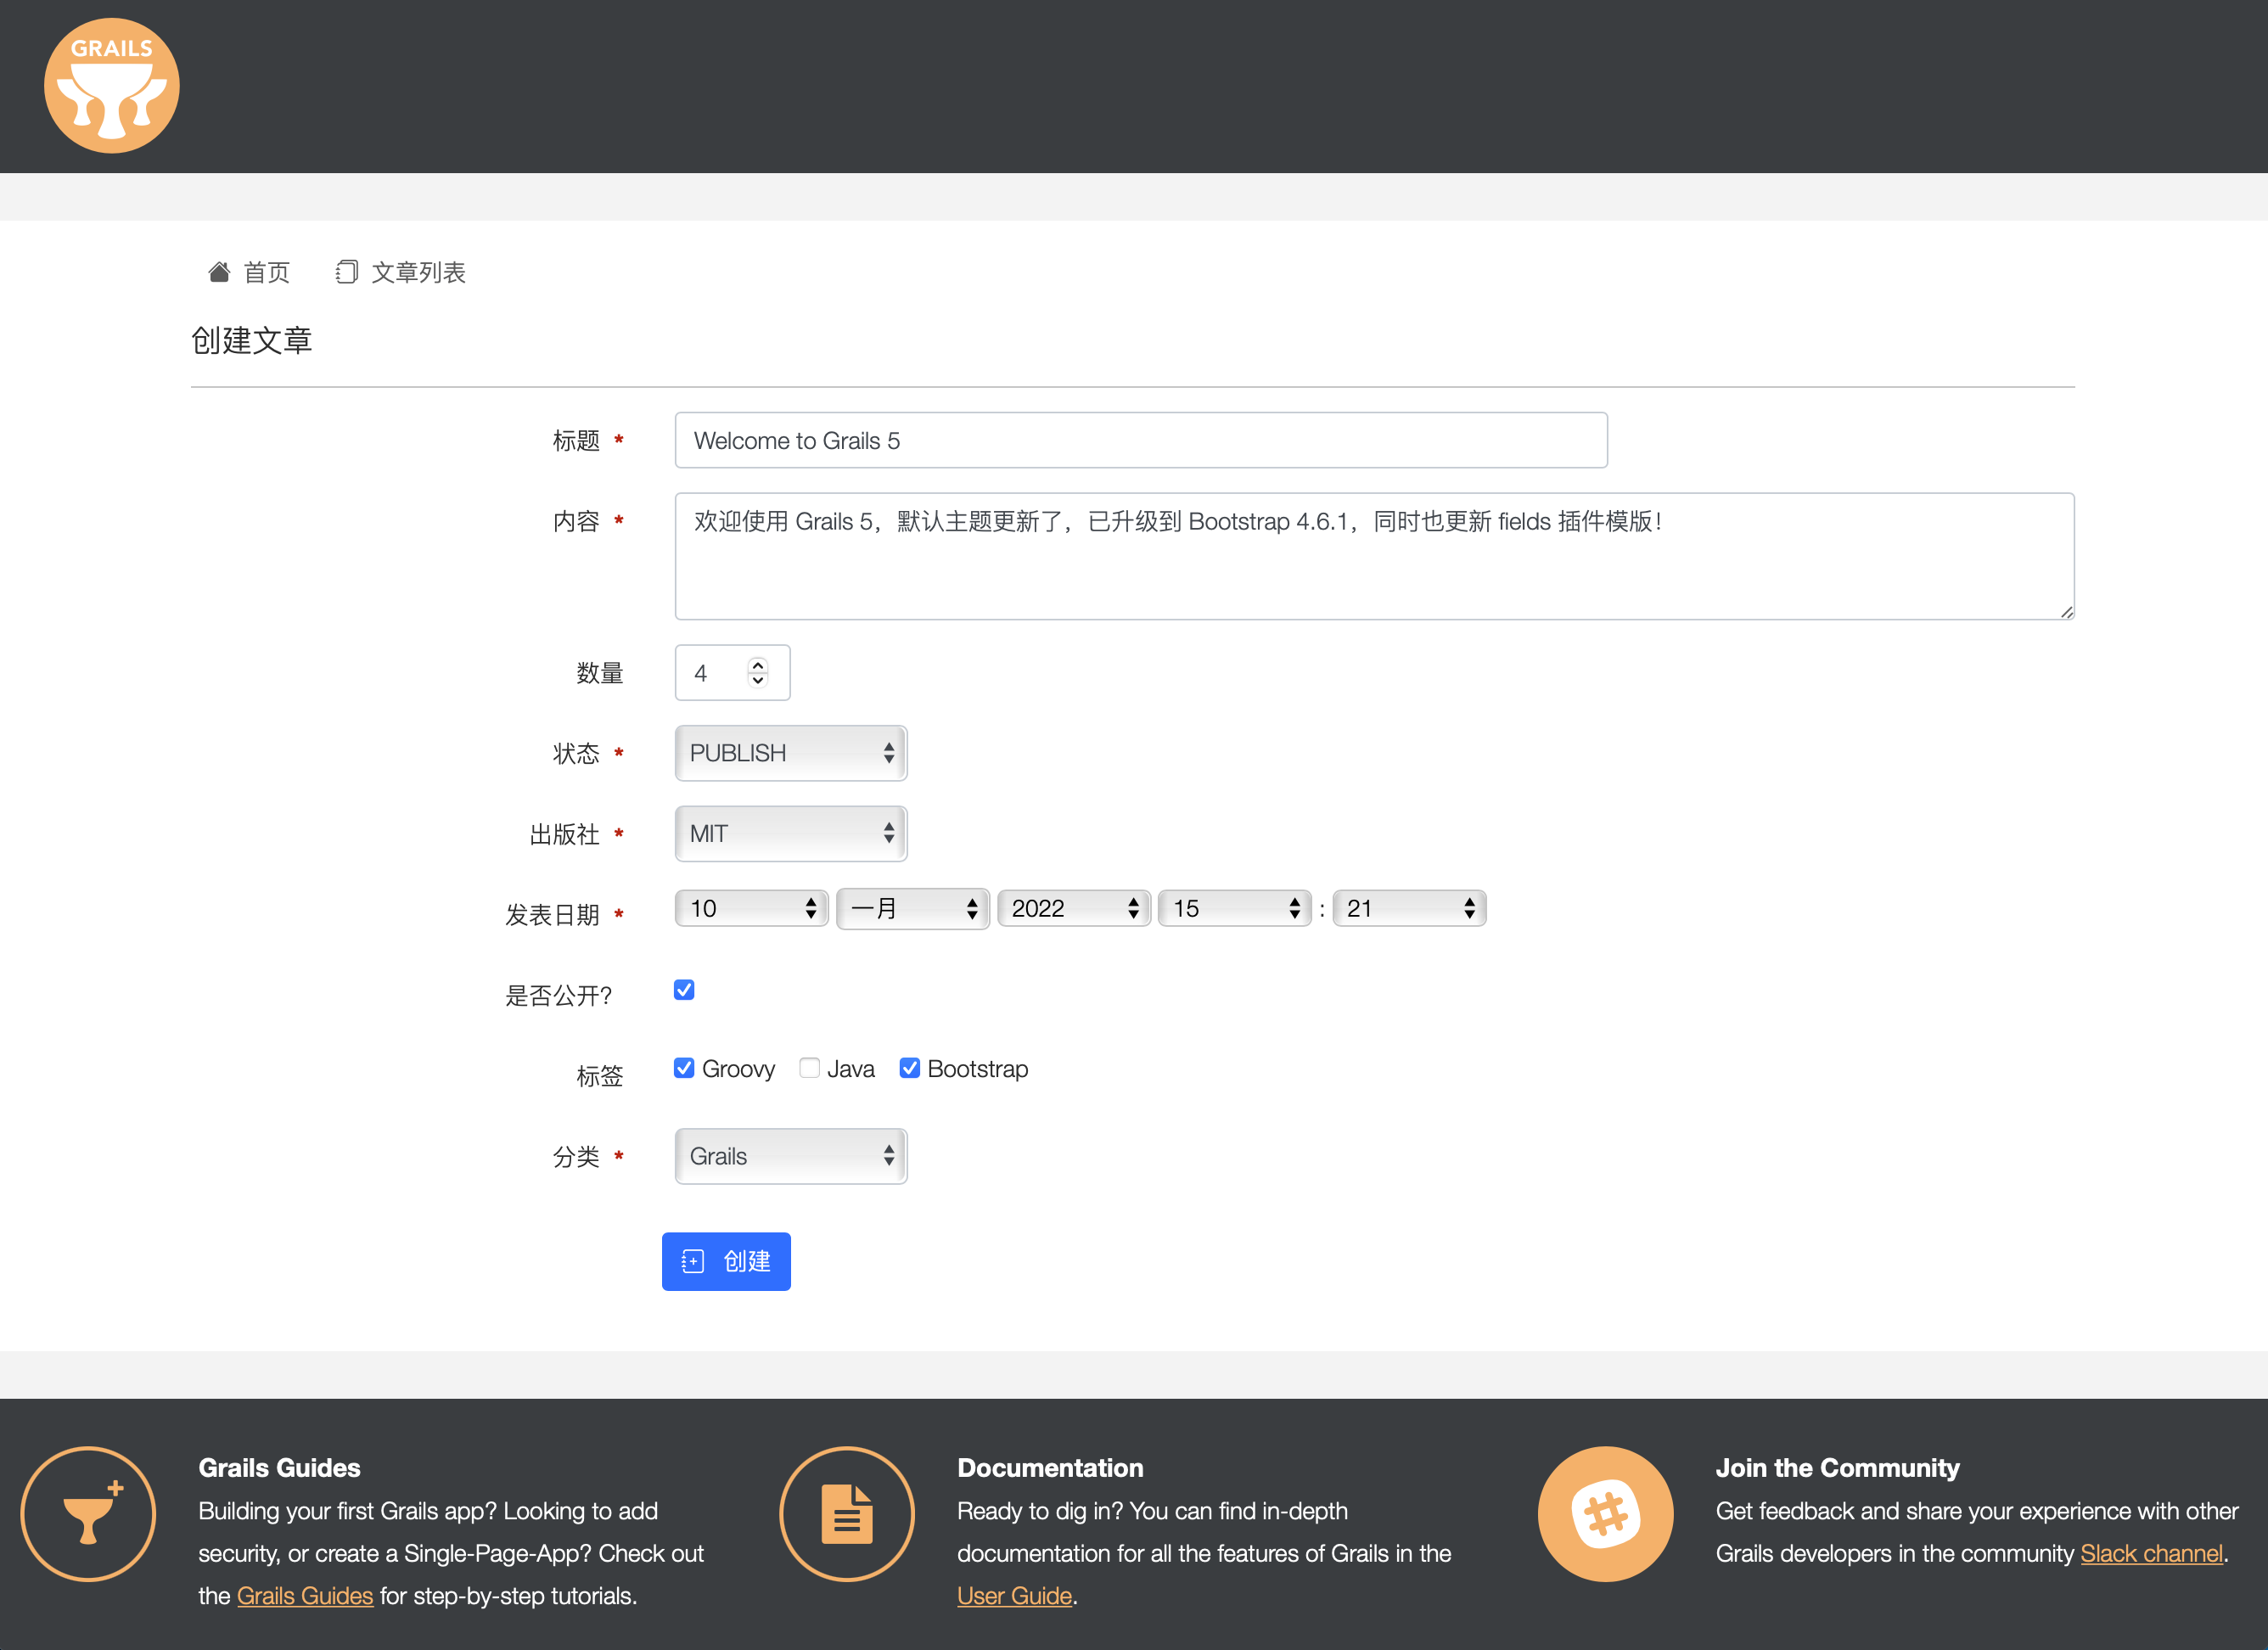 GRAILS
首页 文章列表
创建文章
标题 * Welcome to Grails 5
内容 * 欢迎使用 Grails 5，默认主题更新了，已升级到 Bootstrap 4.6.1，同时也更新 fields 插件模版！
数量 4
状态 * PUBLISH
出版社 * MIT
发表日期 * 10 一月 2022 15 : 21
是否公开?
标签 Groovy Java Bootstrap
分类 * Grails
创建
Grails Guides
Building your first Grails app? Looking to add
security, or create a Single-Page-App? Check out
the Grails Guides for step-by-step tutorials.
Documentation
Ready to dig in? You can find in-depth
documentation for all the features of Grails in the
User Guide.
Join the Community
Get feedback and share your experience with other
Grails developers in the community Slack channel.